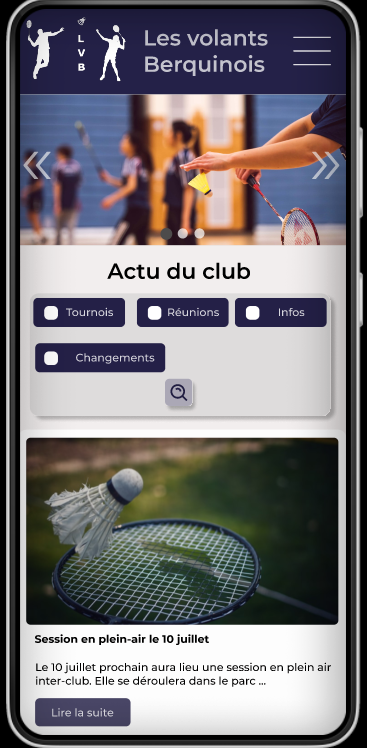 L
V
B
Les volants
Berquinois
Actu du club
Tournois
Réunions
Infos
Changements
Session en plein-air le 10 juillet
Le 10 juillet prochain aura lieu une session en plein air
inter-club. Elle se déroulera dans le parc ...
Lire la suite